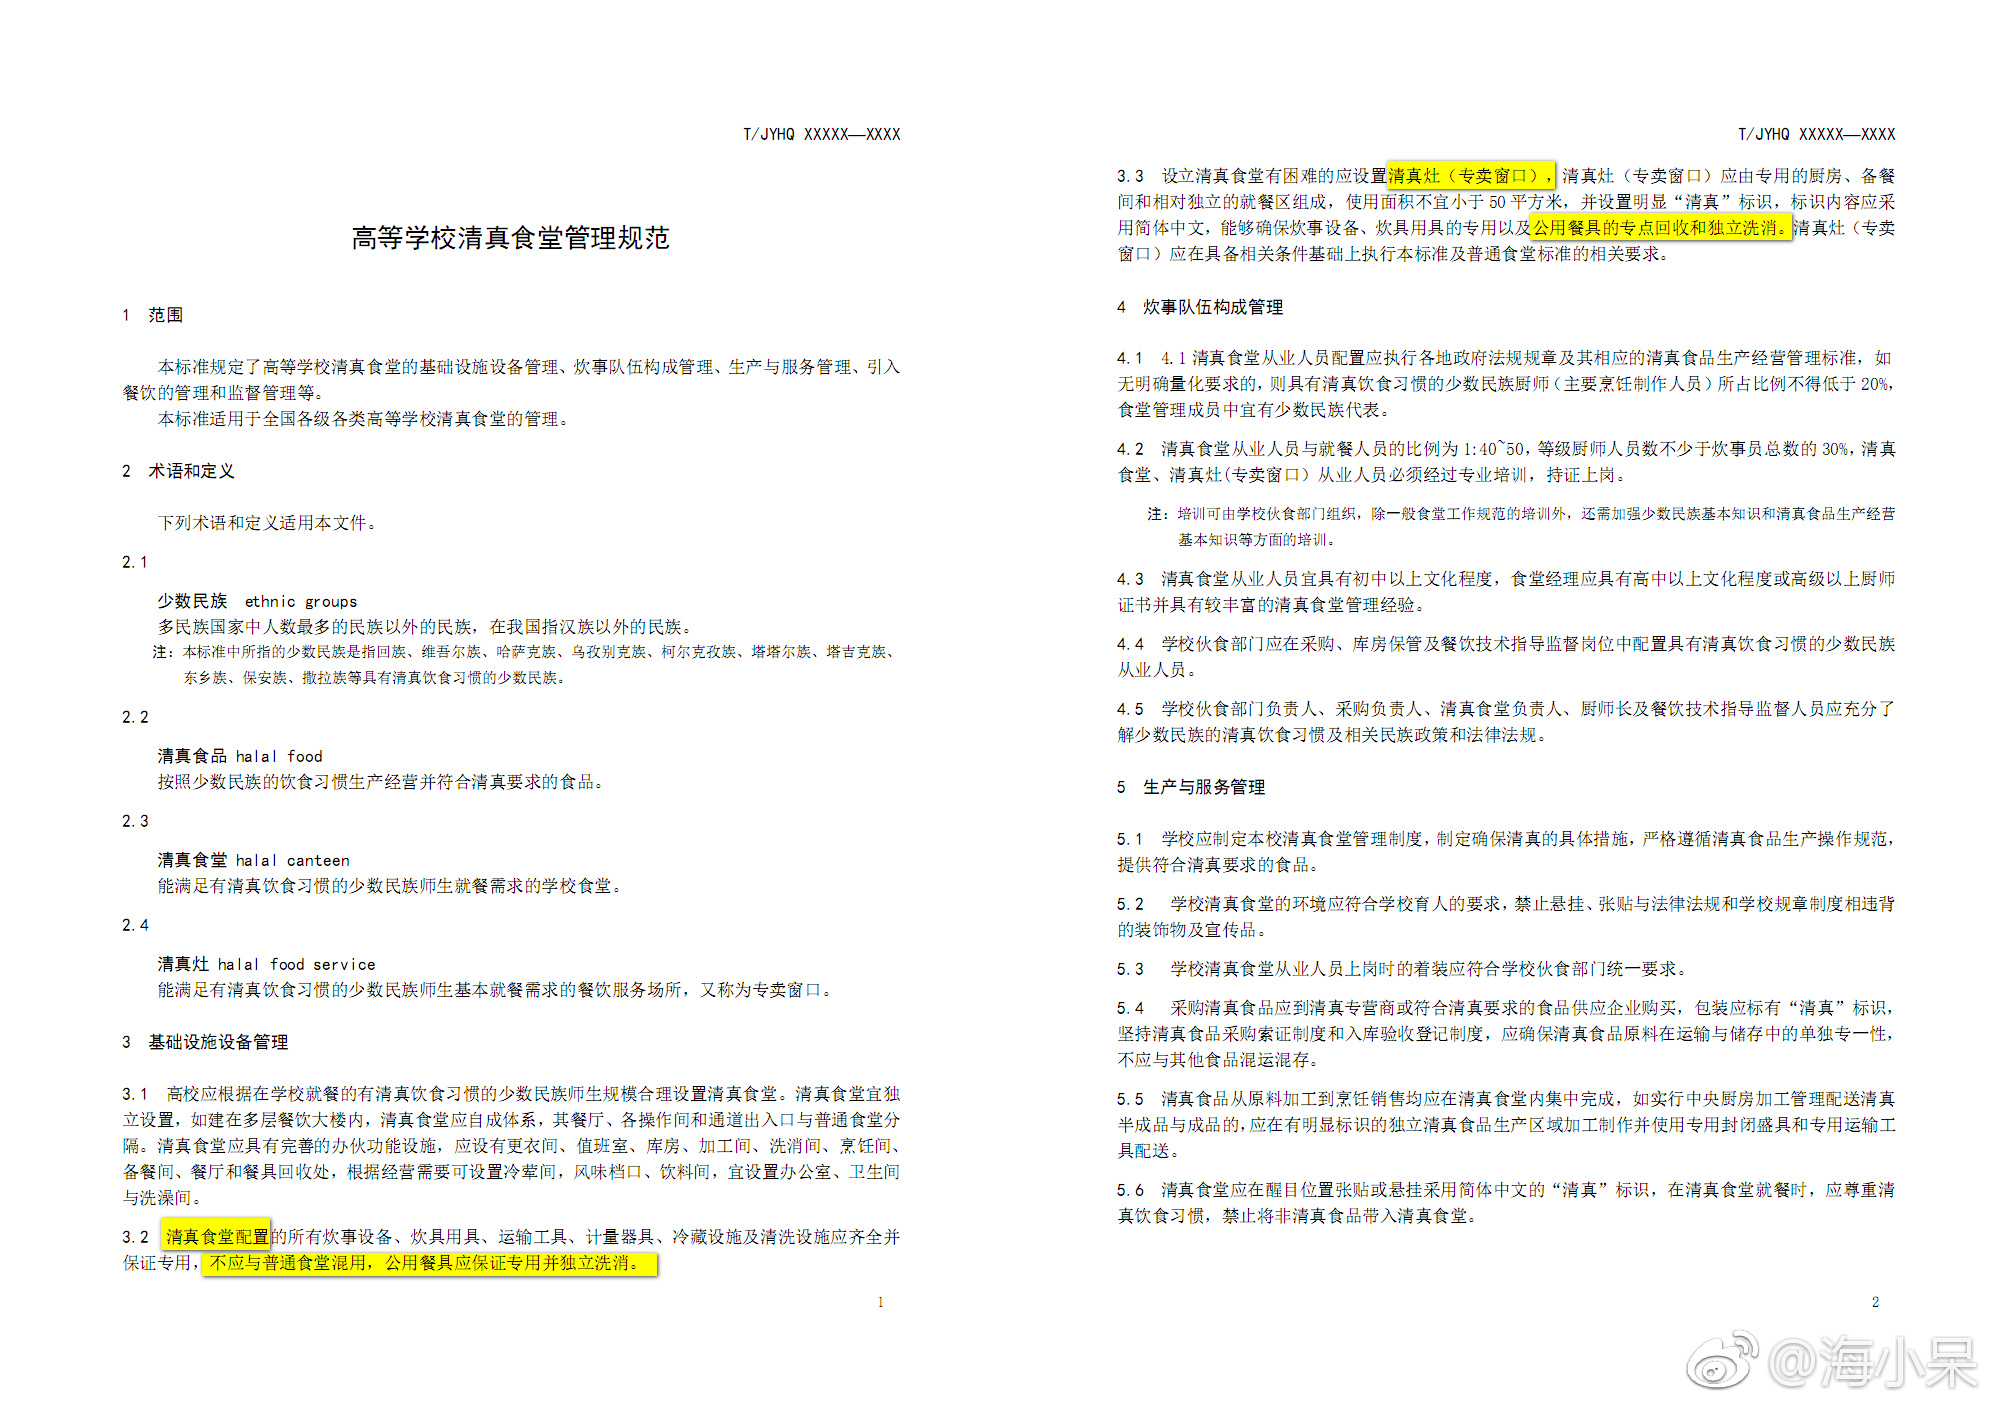 T/JYHQ XXXXX—XXXX
高等学校清真食堂管理规范
1 范围
本标准规定了高等学校清真食堂的基础设施设备管理、炊事队伍构成管理、生产与服务管理、引入
餐饮的管理和监督管理等。
本标准适用于全国各级各类高等学校清真食堂的管理。
2 术语和定义
下列术语和定义适用本文件。
2.1
少数民族 ethnic groups
多民族国家中人数最多的民族以外的民族，在我国指汉族以外的民族。
注：本标准中所指的少数民族是指回族、维吾尔族、哈萨克族、乌孜别克族、柯尔克孜族、塔塔尔族、塔吉克族、
东乡族、保安族、撒拉族等具有清真饮食习惯的少数民族。
2.2
清真食品 halal food
按照少数民族的饮食习惯生产经营并符合清真要求的食品。
2.3
清真食堂 halal canteen
能满足有清真饮食习惯的少数民族师生就餐需求的学校食堂。
2.4
清真灶 halal food service
能满足有清真饮食习惯的少数民族师生基本就餐需求的餐饮服务场所，又称为专卖窗口。
3 基础设施设备管理
3.1 高校应根据在学校就餐的有清真饮食习惯的少数民族师生规模合理设置清真食堂。清真食堂宜独
立设置，如建在多层餐饮大楼内，清真食堂应自成体系，其餐厅、各操作间和通道出入口与普通食堂分
隔。清真食堂应具有完善的办伙功能设施，应设有更衣间、值班室、库房、加工间、洗消间、烹饪间、
备餐间、餐厅和餐具回收处，根据经营需要可设置冷荤间，风味档口、饮料间，宜设置办公室、卫生间
与洗澡间。
3.2 清真食堂配置的所有炊事设备、炊具用具、运输工具、计量器具、冷藏设施及清洗设施应齐全并
保证专用，不应与普通食堂混用，公用餐具应保证专用并独立洗消。
1
T/JYHQ XXXXX—XXXX
3.3 设立清真食堂有困难的应设置清真灶（专卖窗口），清真灶（专卖窗口）应由专用的厨房、备餐
间和相对独立的就餐区组成，使用面积不宜小于50平方米，并设置明显“清真”标识，标识内容应采
用简体中文，能够确保炊事设备、炊具用具的专用以及公用餐具的专点回收和独立洗消。清真灶（专卖
窗口）应在具备相关条件基础上执行本标准及普通食堂标准的相关要求。
4 炊事队伍构成管理
4.1 4.1清真食堂从业人员配置应执行各地政府法规规章及其相应的清真食品生产经营管理标准，如
无明确量化要求的，则具有清真饮食习惯的少数民族厨师（主要烹饪制作人员）所占比例不得低于20%，
食堂管理成员中宜有少数民族代表。
4.2 清真食堂从业人员与就餐人员的比例为1:40~50，等级厨师人员数不少于炊事员总数的30%，清真
食堂、清真灶(专卖窗口）从业人员必须经过专业培训，持证上岗。
注：培训可由学校伙食部门组织，除一般食堂工作规范的培训外，还需加强少数民族基本知识和清真食品生产经营
基本知识等方面的培训。
4.3 清真食堂从业人员宜具有初中以上文化程度，食堂经理应具有高中以上文化程度或高级以上厨师
证书并具有较丰富的清真食堂管理经验。
4.4 学校伙食部门应在采购、库房保管及餐饮技术指导监督岗位中配置具有清真饮食习惯的少数民族
从业人员。
4.5 学校伙食部门负责人、采购负责人、清真食堂负责人、厨师长及餐饮技术指导监督人员应充分了
解少数民族的清真饮食习惯及相关民族政策和法律法规。
5 生产与服务管理
5.1 学校应制定本校清真食堂管理制度，制定确保清真的具体措施，严格遵循清真食品生产操作规范，
提供符合清真要求的食品。
5.2 学校清真食堂的环境应符合学校育人的要求，禁止悬挂、张贴与法律法规和学校规章制度相违背
的装饰物及宣传品。
5.3 学校清真食堂从业人员上岗时的着装应符合学校伙食部门统一要求。
5.4 采购清真食品应到清真专营商或符合清真要求的食品供应企业购买，包装应标有“清真”标识，
坚持清真食品采购索证制度和入库验收登记制度，应确保清真食品原料在运输与储存中的单独专一性，
不应与其他食品混运混存。
5.5 清真食品从原料加工到烹饪销售均应在清真食堂内集中完成，如实行中央厨房加工管理配送清真
半成品与成品的，应在有明显标识的独立清真食品生产区域加工制作并使用专用封闭盛具和专用运输工
具配送。
5.6 清真食堂应在醒目位置张贴或悬挂采用简体中文的“清真”标识，在清真食堂就餐时，应尊重清
真饮食习惯，禁止将非清真食品带入清真食堂。
2
@海小呆